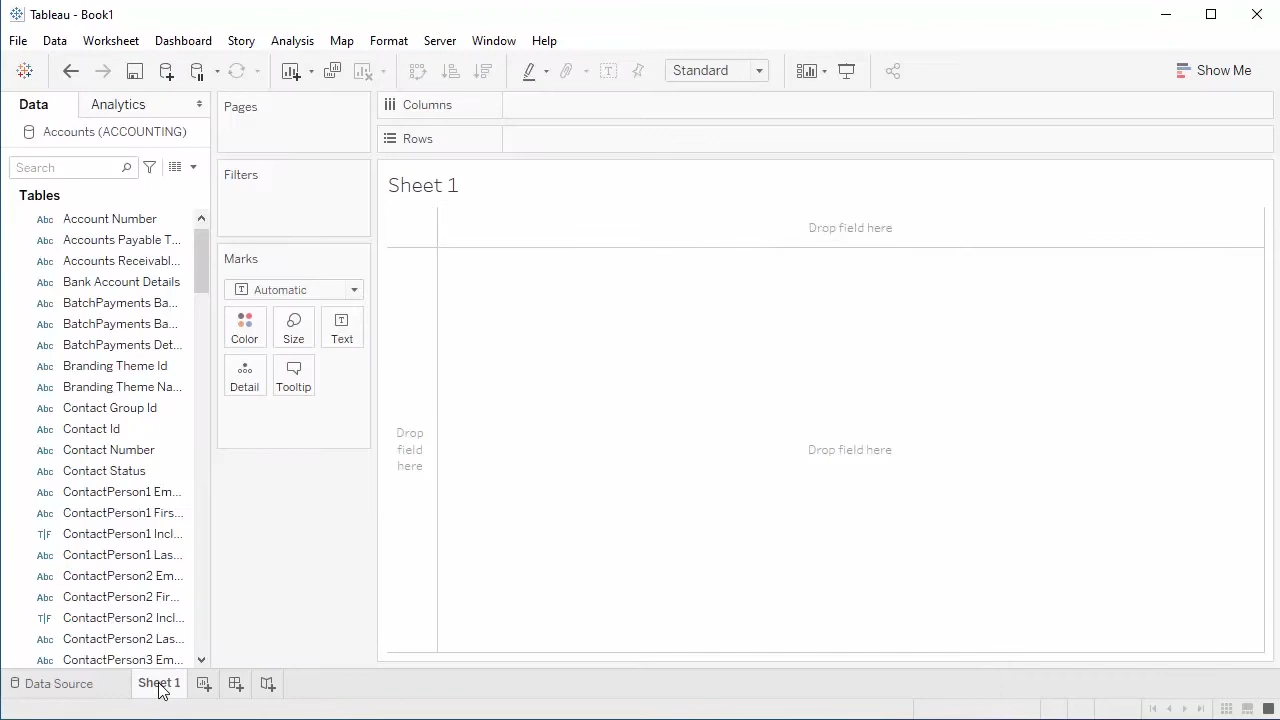 Tableau - Book1
File Data Worksheet Dashboard Story Analysis Map Format Server Window Help
Standard
Show Me
Data Analytics
Accounts (ACCOUNTING)
Search
Tables
Abc Account Number
Abc Accounts Payable T...
Abc Accounts Receivabl...
Abc Bank Account Details
Abc BatchPayments Ba...
Abc BatchPayments Ba...
Abc BatchPayments Det...
Abc Branding Theme Id
Abc Branding Theme Na...
Abc Contact Group Id
Abc Contact Id
Abc Contact Number
Abc Contact Status
Abc ContactPerson1 Em...
Abc ContactPerson1 Firs...
T|F ContactPerson1 Incl...
Abc ContactPerson1 Las...
Abc ContactPerson2 Em...
Abc ContactPerson2 Fir...
T|F ContactPerson2 Incl...
Abc ContactPerson2 Las...
Abc ContactPerson3 Em...
Pages
Filters
Marks
T Automatic
Color Size T Text
Detail Tooltip
Columns
Rows
Sheet 1
Drop field here
Drop
field
here
Drop field here
Data Source Sheet 1